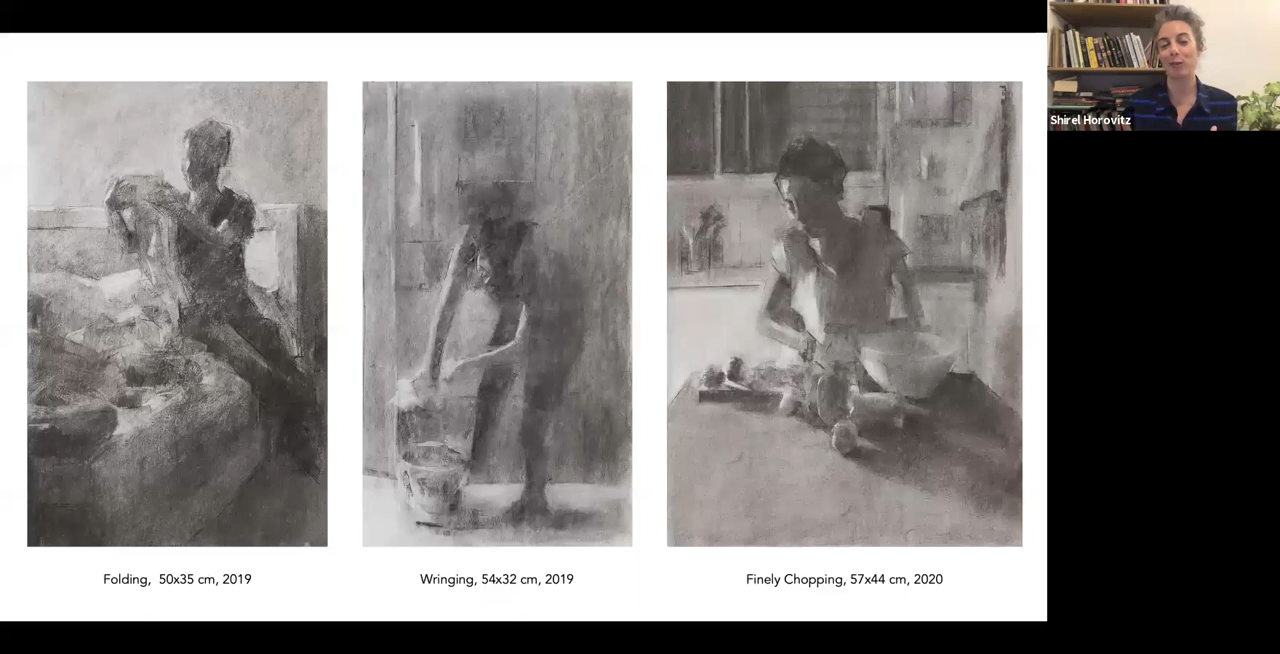 Shirel Horovitz
Folding, 50x35 cm, 2019
Wringing, 54x32 cm, 2019
Finely Chopping, 57x44 cm, 2020